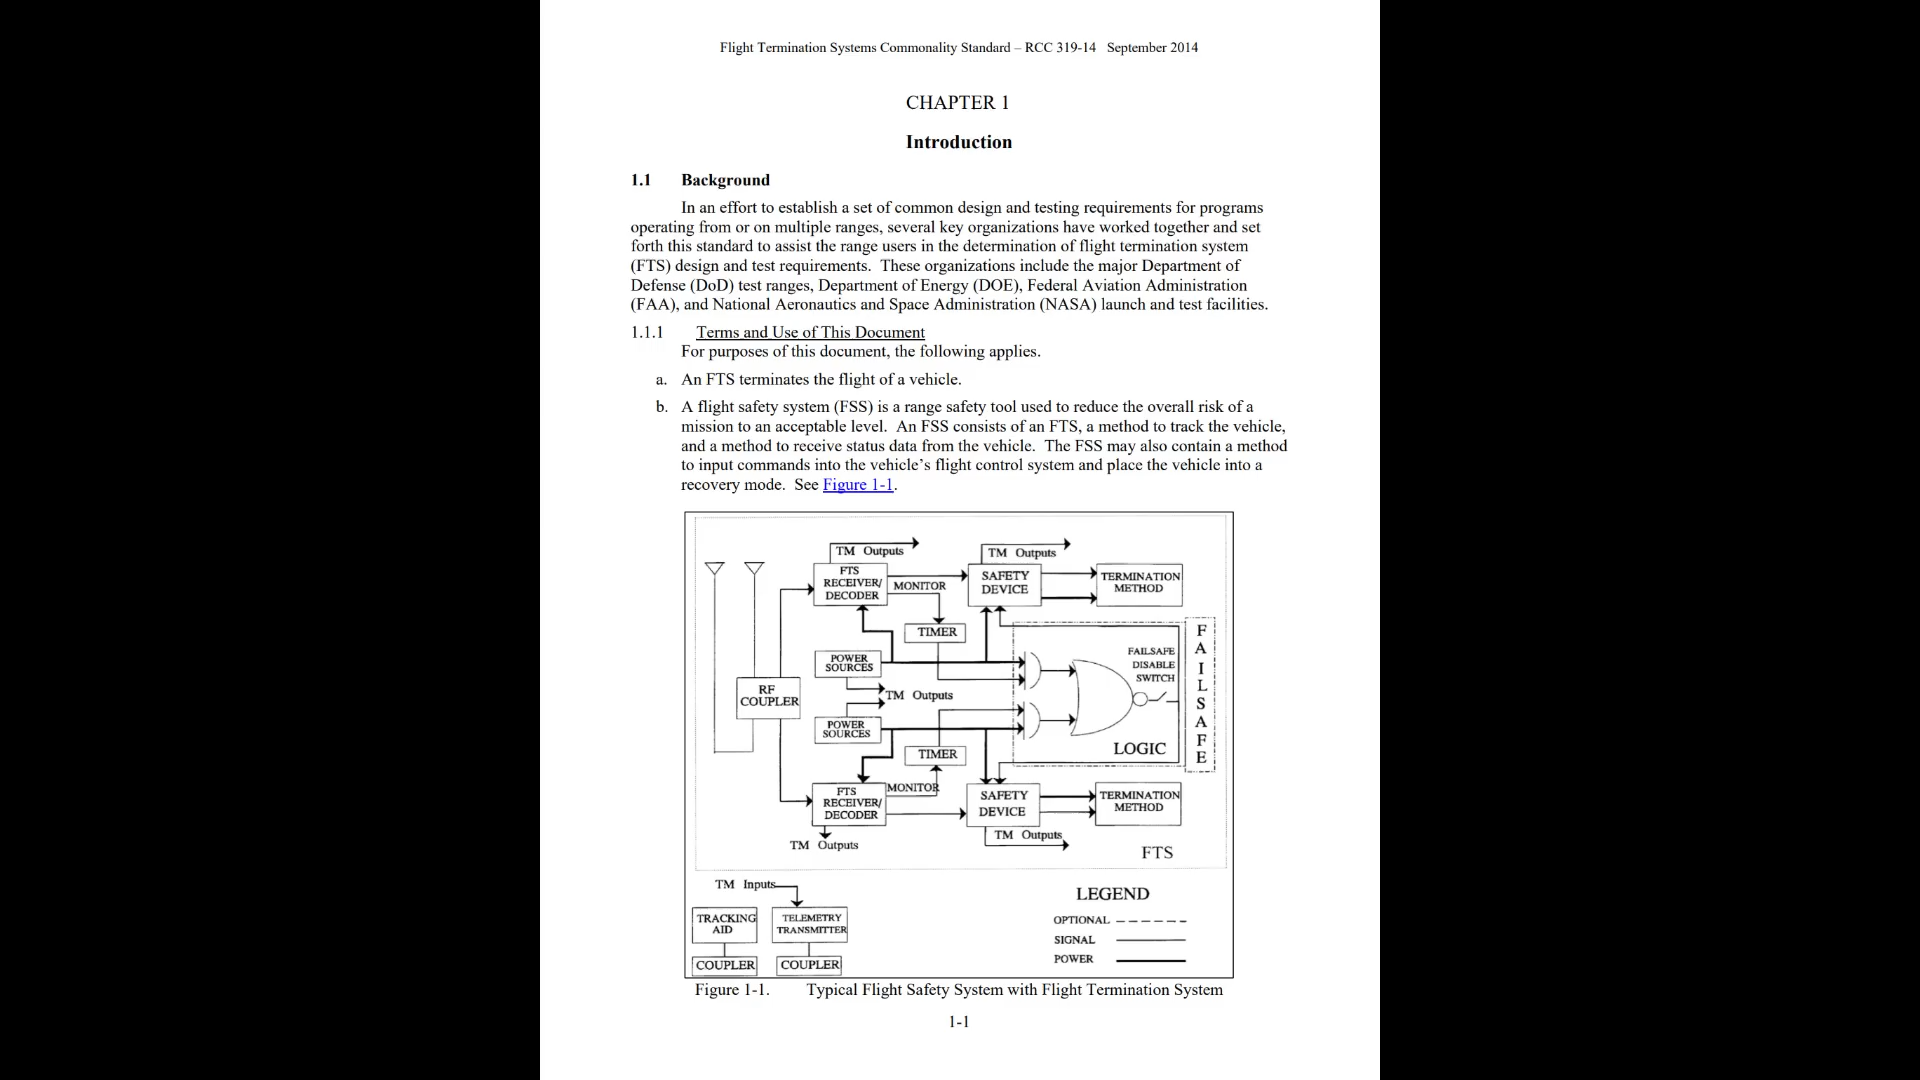 Flight Termination Systems Commonality Standard – RCC 319-14   September 2014
CHAPTER 1
Introduction
1.1 Background
In an effort to establish a set of common design and testing requirements for programs
operating from or on multiple ranges, several key organizations have worked together and set
forth this standard to assist the range users in the determination of flight termination system
(FTS) design and test requirements.  These organizations include the major Department of
Defense (DoD) test ranges, Department of Energy (DOE), Federal Aviation Administration
(FAA), and National Aeronautics and Space Administration (NASA) launch and test facilities.
1.1.1 Terms and Use of This Document
For purposes of this document, the following applies.
a. An FTS terminates the flight of a vehicle.
b. A flight safety system (FSS) is a range safety tool used to reduce the overall risk of a
mission to an acceptable level.  An FSS consists of an FTS, a method to track the vehicle,
and a method to receive status data from the vehicle.  The FSS may also contain a method
to input commands into the vehicle's flight control system and place the vehicle into a
recovery mode.  See Figure 1-1.
TM Outputs
TM Outputs
FTS
RECEIVER/
DECODER
MONITOR
SAFETY
DEVICE
TERMINATION
METHOD
TIMER
POWER
SOURCES
FAILSAFE
DISABLE
SWITCH
FAILSAFE
RF
COUPLER
TM Outputs
POWER
SOURCES
LOGIC
TIMER
FTS
RECEIVER/
DECODER
MONITOR
SAFETY
DEVICE
TERMINATION
METHOD
TM Outputs
TM Outputs
FTS
TM Inputs
LEGEND
TRACKING
AID
TELEMETRY
TRANSMITTER
OPTIONAL
SIGNAL
POWER
COUPLER
COUPLER
Figure 1-1. Typical Flight Safety System with Flight Termination System
1-1